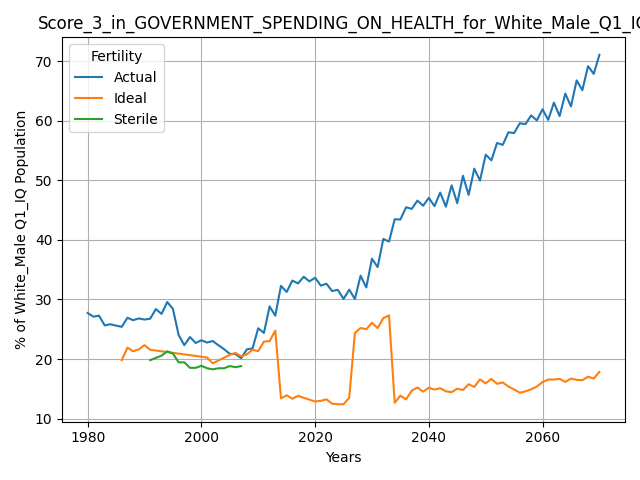 Score_3_in_GOVERNMENT_SPENDING_ON_HEALTH_for_White_Male_Q1_IQ
Fertility
Actual
Ideal
Sterile
% of White_Male Q1_IQ Population
70
60
50
40
30
20
10
1980
2000
2020
2040
2060
Years